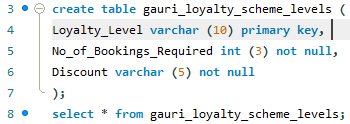 3 create table gauri_loyalty_scheme_levels (
4 Loyalty_Level varchar (10) primary key,
5 No_of_Bookings_Required int (3) not null,
6 Discount varchar (5) not null
7 );
8 select * from gauri_loyalty_scheme_levels;